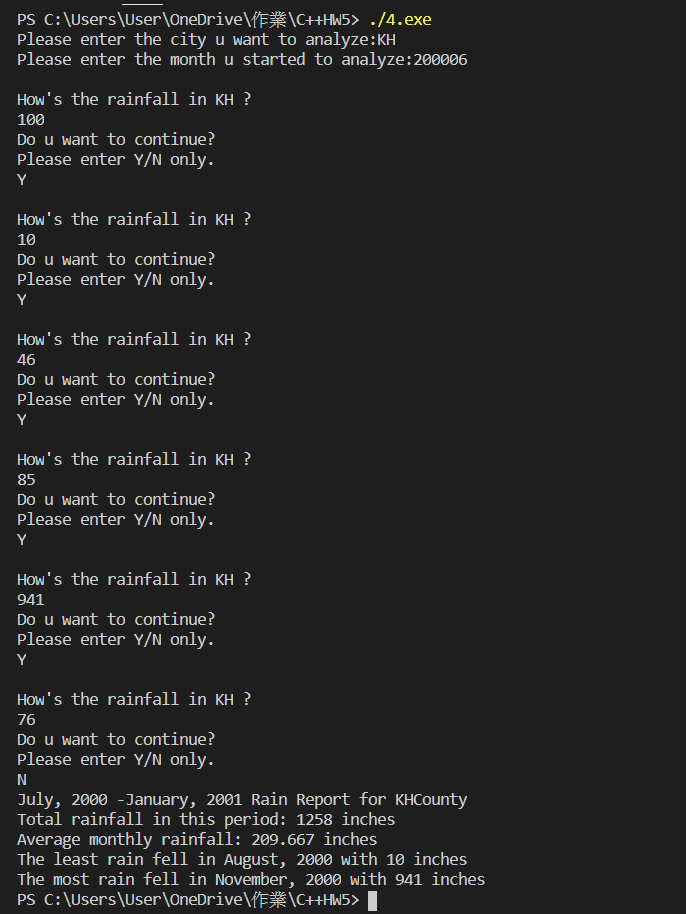 PS C:\Users\User\OneDrive\作業\C++HW5> ./4.exe
Please enter the city u want to analyze:KH
Please enter the month u started to analyze:200006

How's the rainfall in KH ?
100
Do u want to continue?
Please enter Y/N only.
Y

How's the rainfall in KH ?
10
Do u want to continue?
Please enter Y/N only.
Y

How's the rainfall in KH ?
46
Do u want to continue?
Please enter Y/N only.
Y

How's the rainfall in KH ?
85
Do u want to continue?
Please enter Y/N only.
Y

How's the rainfall in KH ?
941
Do u want to continue?
Please enter Y/N only.
Y

How's the rainfall in KH ?
76
Do u want to continue?
Please enter Y/N only.
N
July, 2000 -January, 2001 Rain Report for KHCounty
Total rainfall in this period: 1258 inches
Average monthly rainfall: 209.667 inches
The least rain fell in August, 2000 with 10 inches
The most rain fell in November, 2000 with 941 inches
PS C:\Users\User\OneDrive\作業\C++HW5>